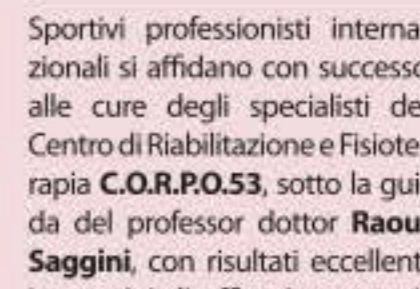 Sportivi professionisti interna
zionali si affidano con successo
alle cure degli specialisti de
Centro di Riabilitazione e Fisiote
rapia C.O.R.P.O.53, sotto la gui
da del professor dottor Raou
Saggini, con risultati eccellent